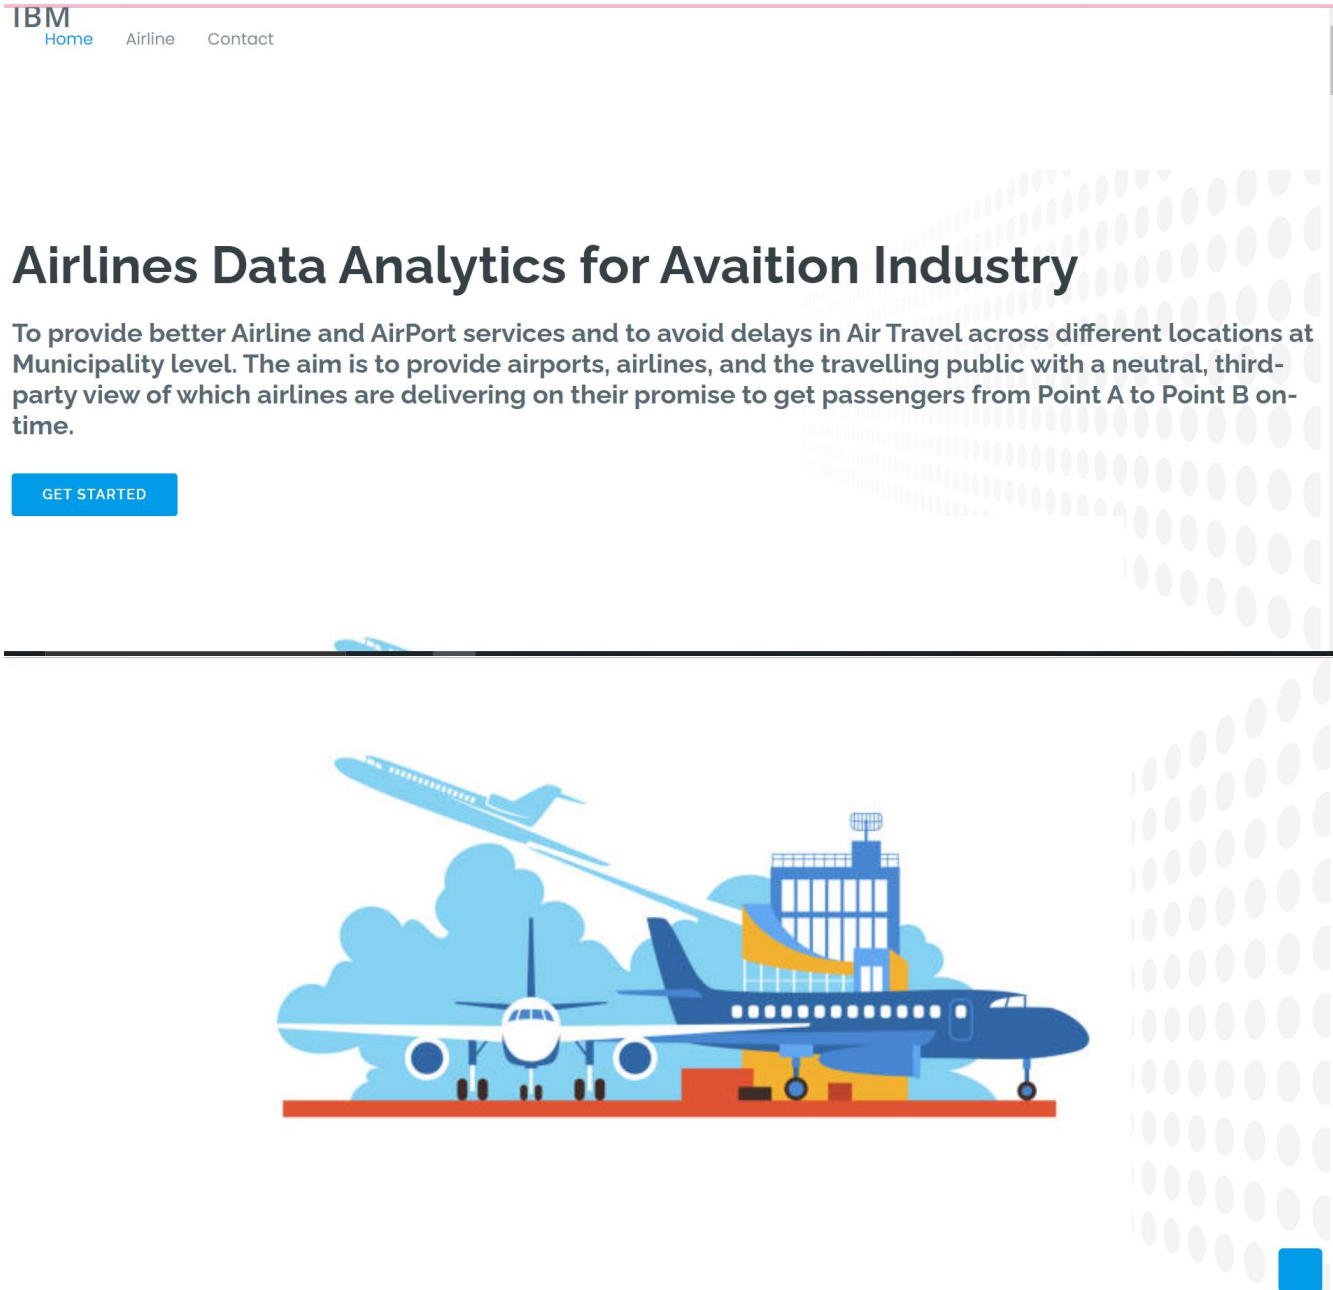 IBM
Home Airline Contact
Airlines Data Analytics for Avaition Industry
To provide better Airline and AirPort services and to avoid delays in Air Travel across different locations at
Municipality level. The aim is to provide airports, airlines, and the travelling public with a neutral, third-
party view of which airlines are delivering on their promise to get passengers from Point A to Point B on-
time.
GET STARTED